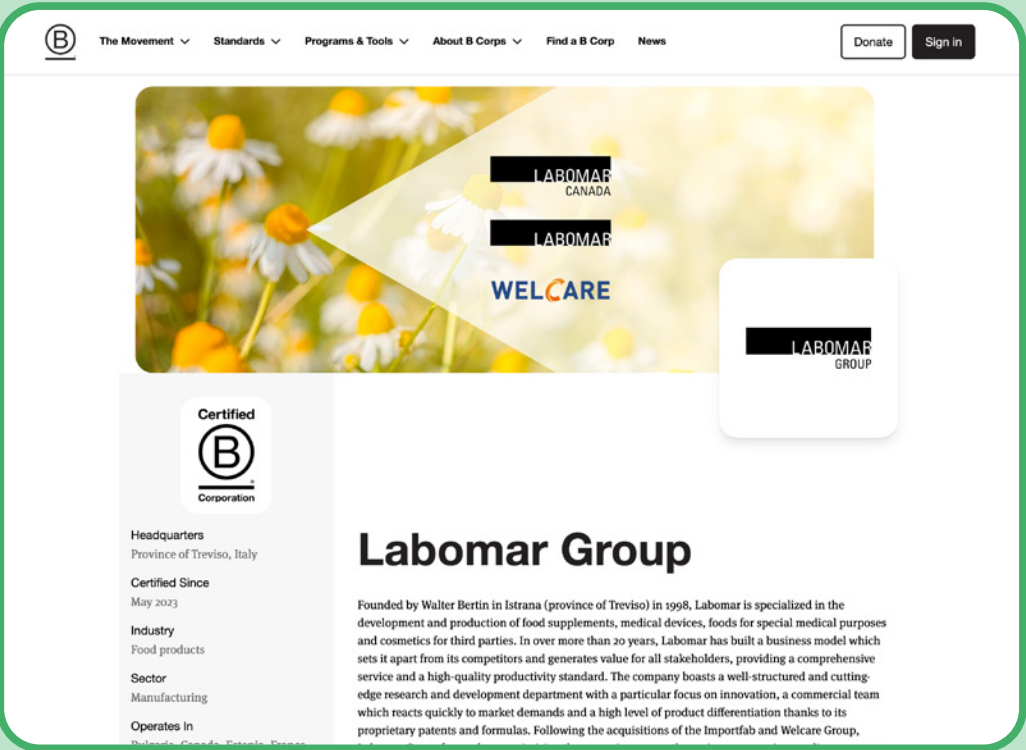 B
The Movement
Standards
Programs & Tools
About B Corps
Find a B Corp
News
Donate
Sign in
LABOMAR
CANADA
LABOMAR
WELCARE
LABOMAR
GROUP
Certified
B
Corporation
Headquarters
Province of Treviso, Italy
Certified Since
May 2023
Industry
Food products
Sector
Manufacturing
Operates In
Bulgaria, Canada, Estonia, France
Labomar Group
Founded by Walter Bertin in Istrana (province of Treviso) in 1998, Labomar is specialized in the
development and production of food supplements, medical devices, foods for special medical purposes
and cosmetics for third parties. In over more than 20 years, Labomar has built a business model which
sets it apart from its competitors and generates value for all stakeholders, providing a comprehensive
service and a high-quality productivity standard. The company boasts a well-structured and cutting-
edge research and development department with a particular focus on innovation, a commercial team
which reacts quickly to market demands and a high level of product differentiation thanks to its
proprietary patents and formulas. Following the acquisitions of the Importfab and Welcare Group,